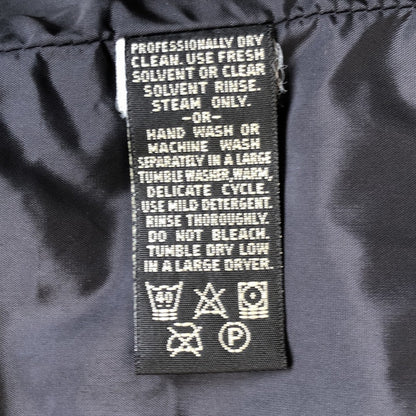 PROFESSIONALLY DRY
CLEAN. USE FRESH
SOLVENT OR CLEAR
SOLVENT RINSE.
STEAM ONLY.
-OR-
HAND WASH OR
MACHINE WASH
SEPARATELY IN A LARGE
TUMBLE WASHER, WARM,
DELICATE CYCLE.
USE MILD DETERGENT.
RINSE THOROUGHLY.
DO NOT BLEACH.
TUMBLE DRY LOW
IN A LARGE DRYER.
40
P